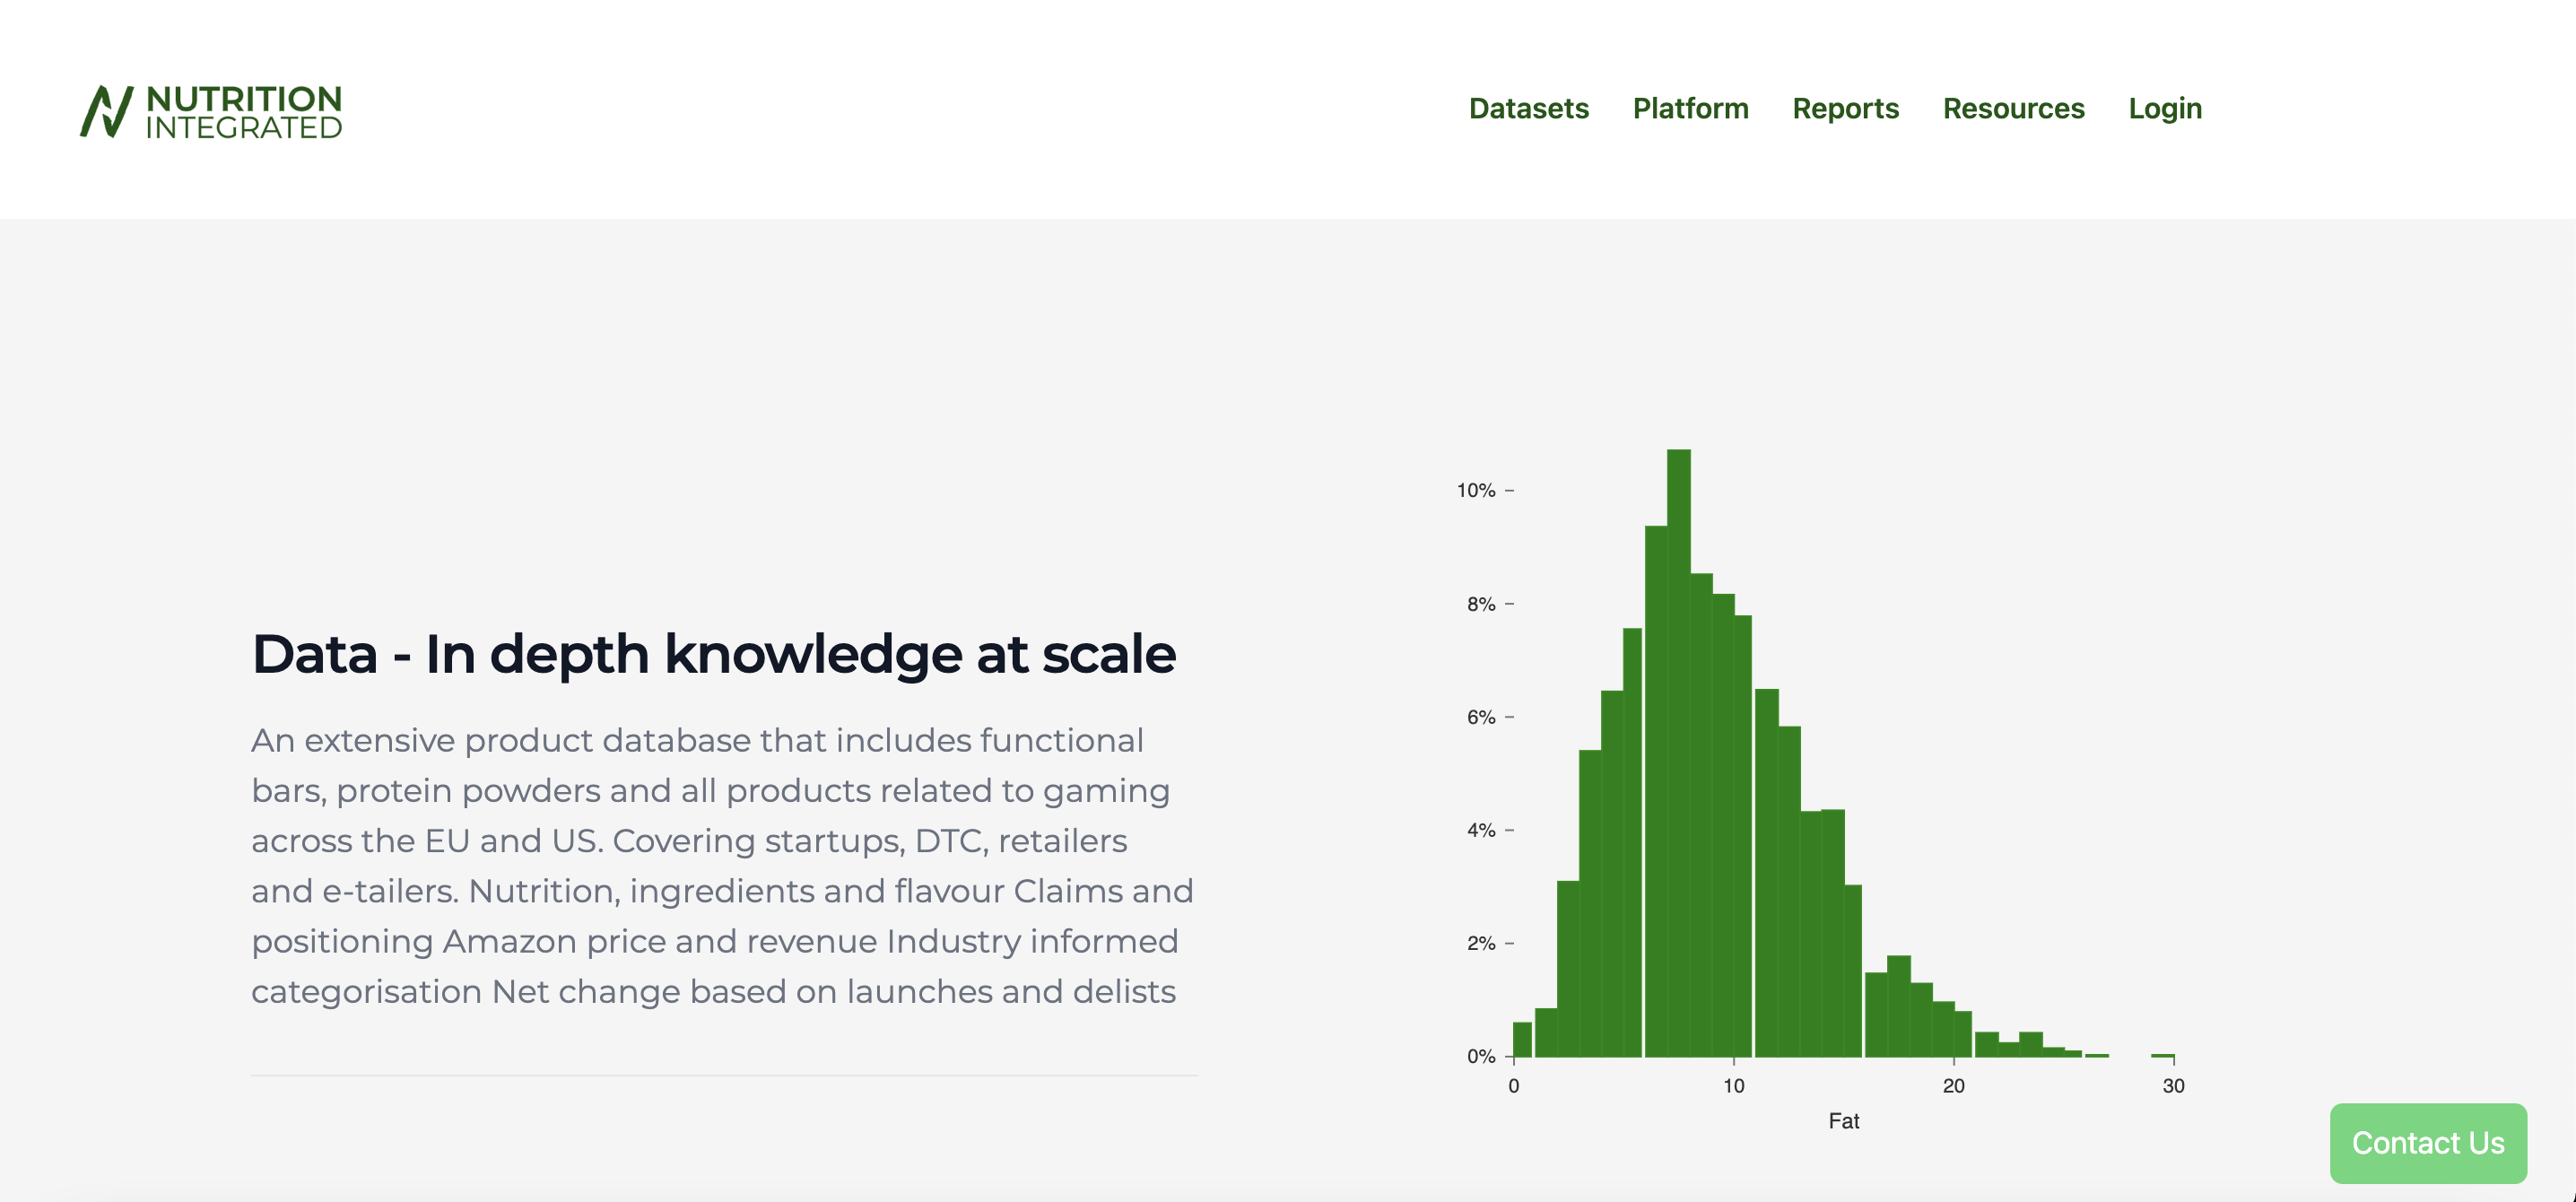 NUTRITION
INTEGRATED
Datasets Platform Reports Resources Login
Data - In depth knowledge at scale
An extensive product database that includes functional
bars, protein powders and all products related to gaming
across the EU and US. Covering startups, DTC, retailers
and e-tailers. Nutrition, ingredients and flavour Claims and
positioning Amazon price and revenue Industry informed
categorisation Net change based on launches and delists
10%
8%
6%
4%
2%
0%
0 10 20 30
Fat
Contact Us